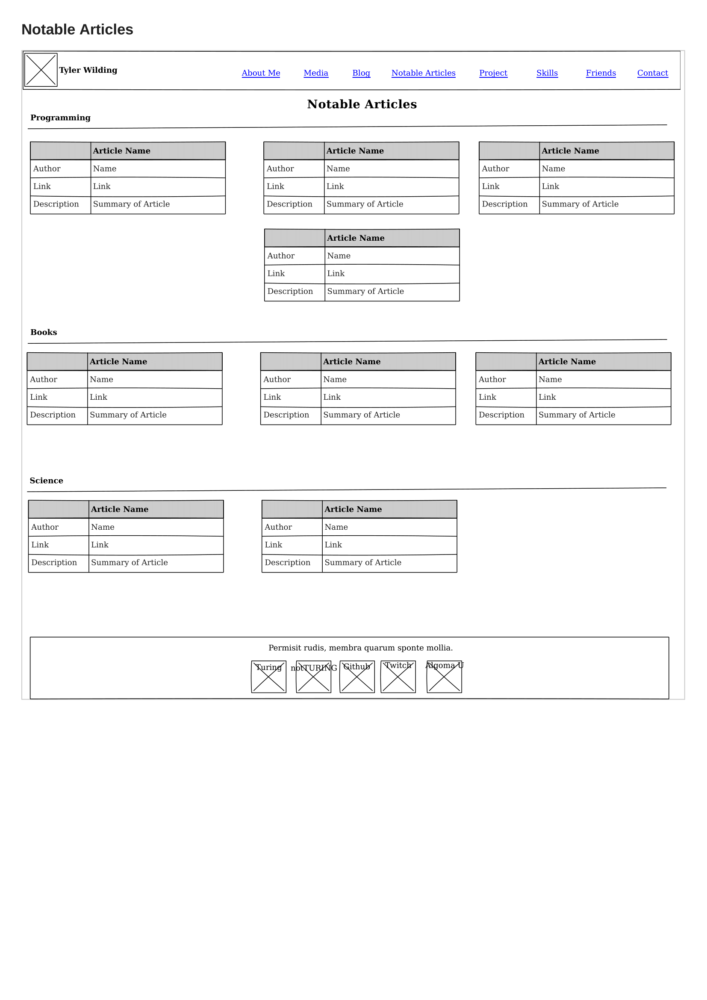 Notable Articles
Tyler Wilding About Me Media Blog Notable Articles Project Skills Friends Contact
Notable Articles
Programming
Article Name Article Name Article Name
Author Name Author Name Author Name
Link Link Link Link Link Link
Description Summary of Article Description Summary of Article Description Summary of Article
Article Name
Author Name
Link Link
Description Summary of Article
Books
Article Name Article Name Article Name
Author Name Author Name Author Name
Link Link Link Link Link Link
Description Summary of Article Description Summary of Article Description Summary of Article
Science
Article Name Article Name
Author Name Author Name
Link Link Link Link
Description Summary of Article Description Summary of Article
Permisit rudis, membra quarum sponte mollia.
Turing notTURING Github Twitch Algoma U